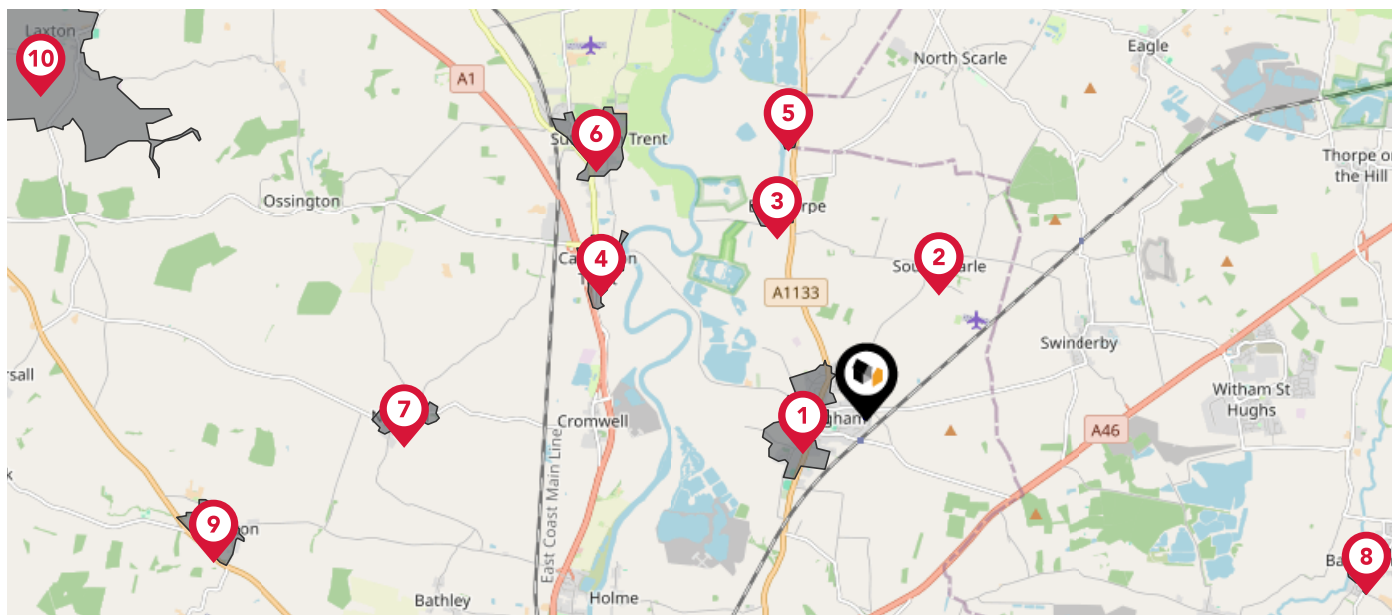 Laxton
10
A1
North Scarle
Eagle
5
6
Trent
Thorpe on
the Hill
Ossington
3
2
4
A1133
Swinderby
Witham St
Hughs
7
Cromwell
1
A46
East Coast Main Line
9
8
Bathley
Holme